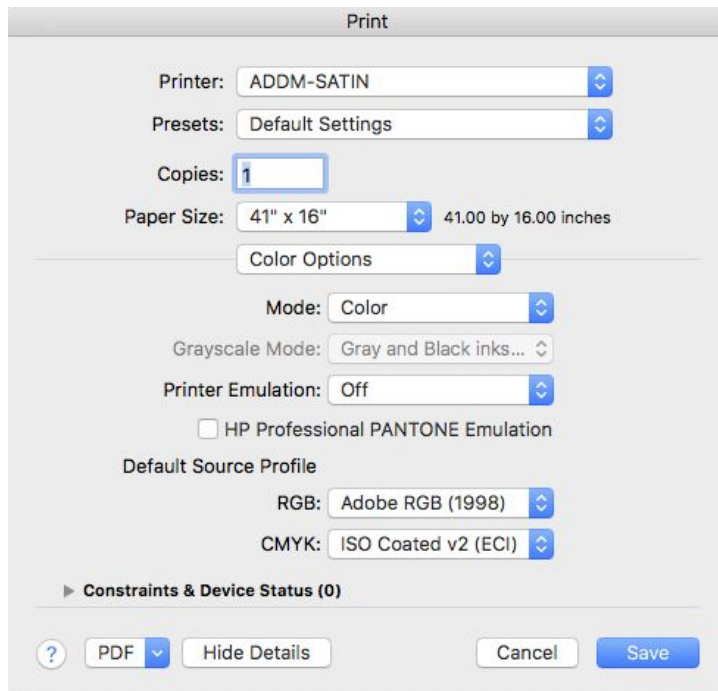 Print
Printer: ADDM-SATIN
Presets: Default Settings
Copies: 1
Paper Size: 41" x 16" 41.00 by 16.00 inches
Color Options
Mode: Color
Grayscale Mode: Gray and Black inks...
Printer Emulation: Off
HP Professional PANTONE Emulation
Default Source Profile
RGB: Adobe RGB (1998)
CMYK: ISO Coated v2 (ECI)
Constraints & Device Status (0)
? PDF Hide Details Cancel Save